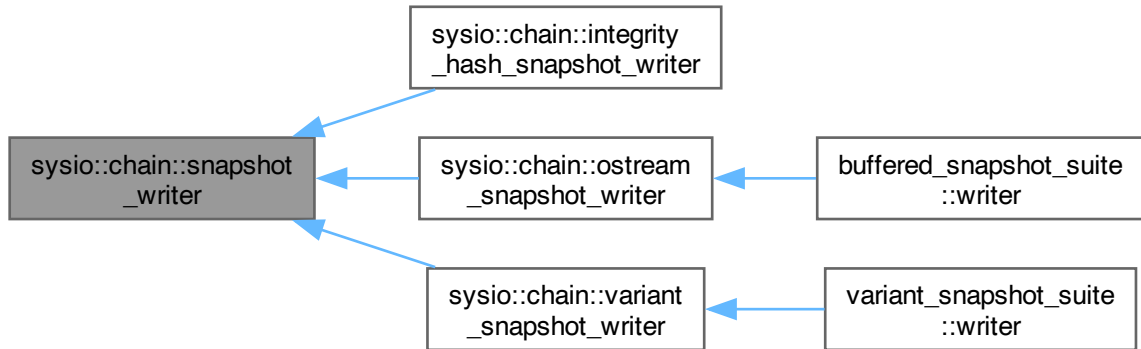 sysio::chain::integrity
_hash_snapshot_writer
sysio::chain::snapshot
_writer
sysio::chain::ostream
_snapshot_writer
buffered_snapshot_suite
::writer
sysio::chain::variant
_snapshot_writer
variant_snapshot_suite
::writer